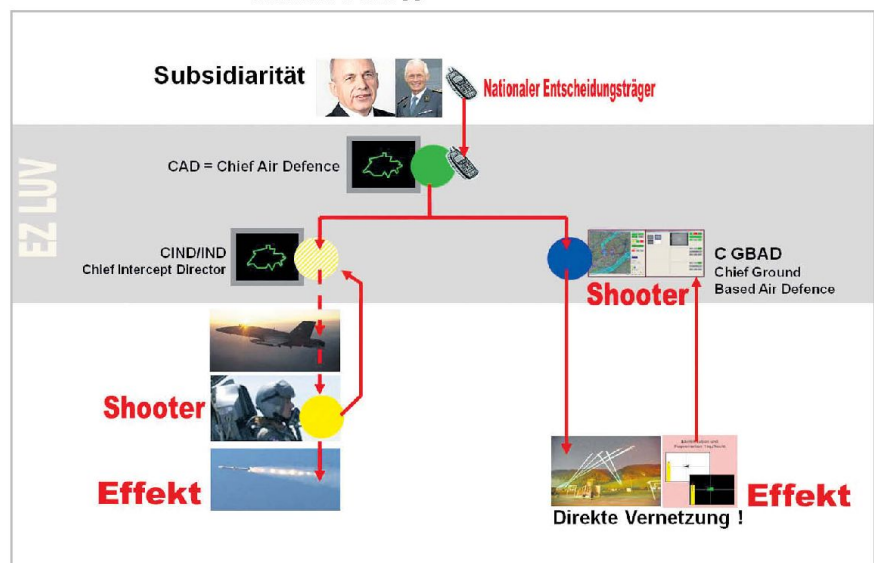 Subsidiarität
Nationaler Entscheidungsträger
EZ LUV
CAD = Chief Air Defence
CIND/IND
Chief Intercept Director
C GBAD
Chief Ground
Based Air Defence
Shooter
Shooter
Effekt
Effekt
Direkte Vernetzung !